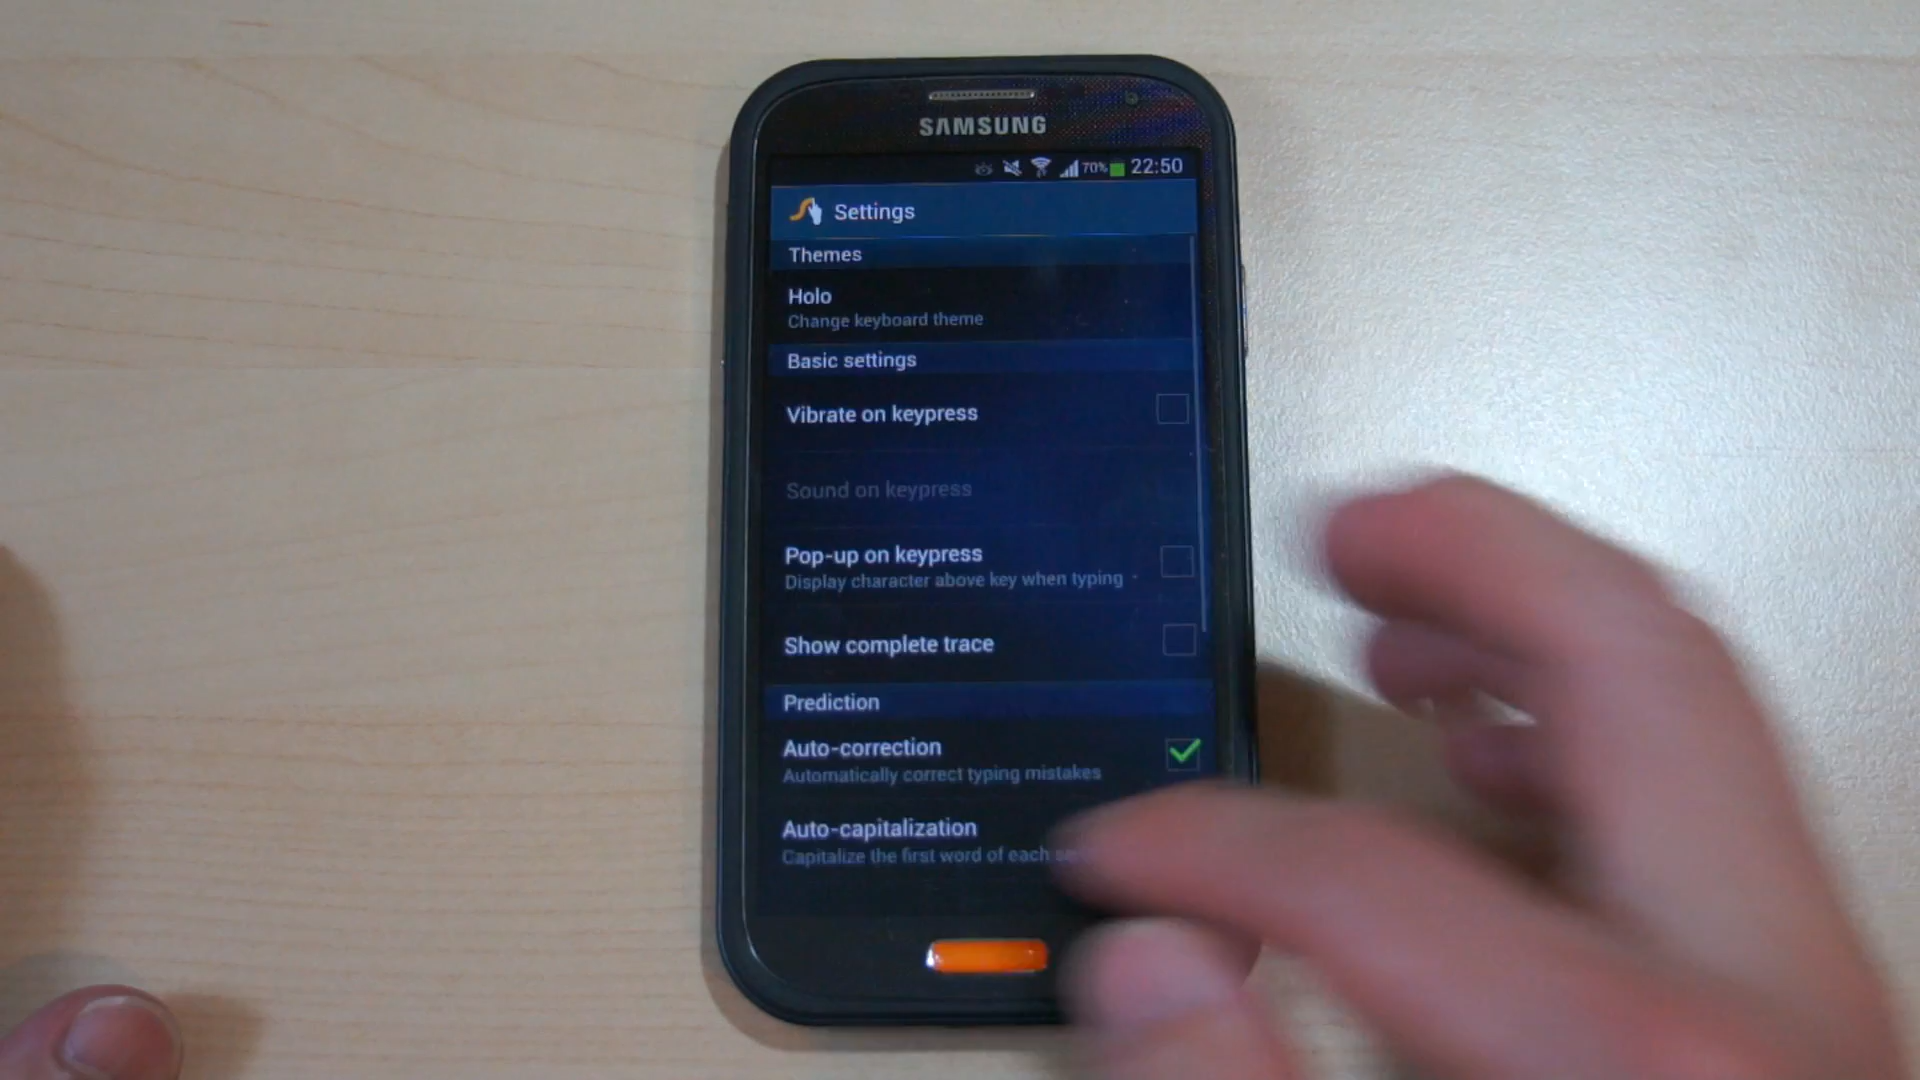 SAMSUNG
70% 22:50
Settings
Themes
Holo
Change keyboard theme
Basic settings
Vibrate on keypress
Sound on keypress
Pop-up on keypress
Display character above key when typing
Show complete trace
Prediction
Auto-correction
Automatically correct typing mistakes
Auto-capitalization
Capitalize the first word of each